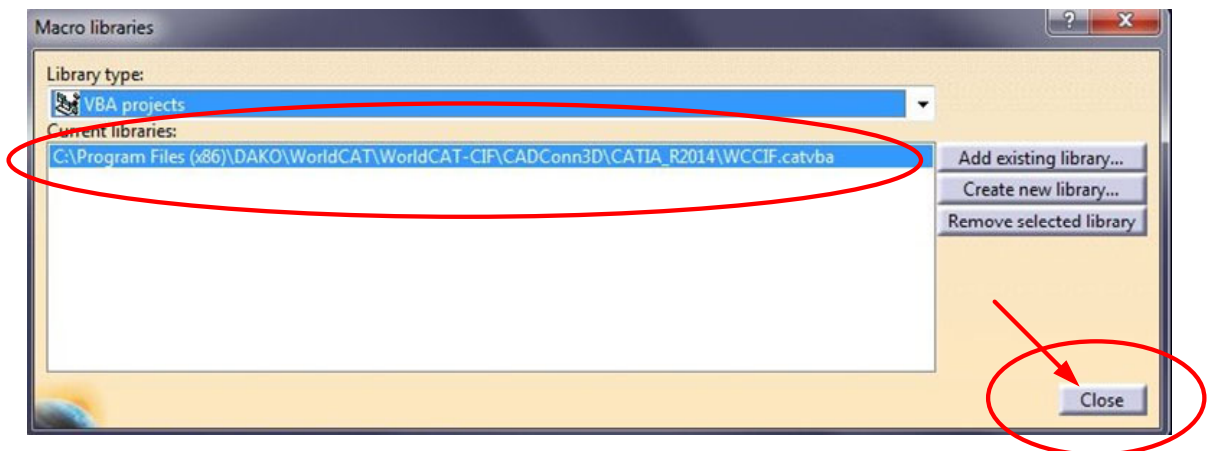 Macro libraries
? X
Library type:
VBA projects
Current libraries:
C:\Program Files (x86)\DAKO\WorldCAT\WorldCAT-CIF\CADConn3D\CATIA_R2014\WCCIF.catvba
Add existing library...
Create new library...
Remove selected library
Close